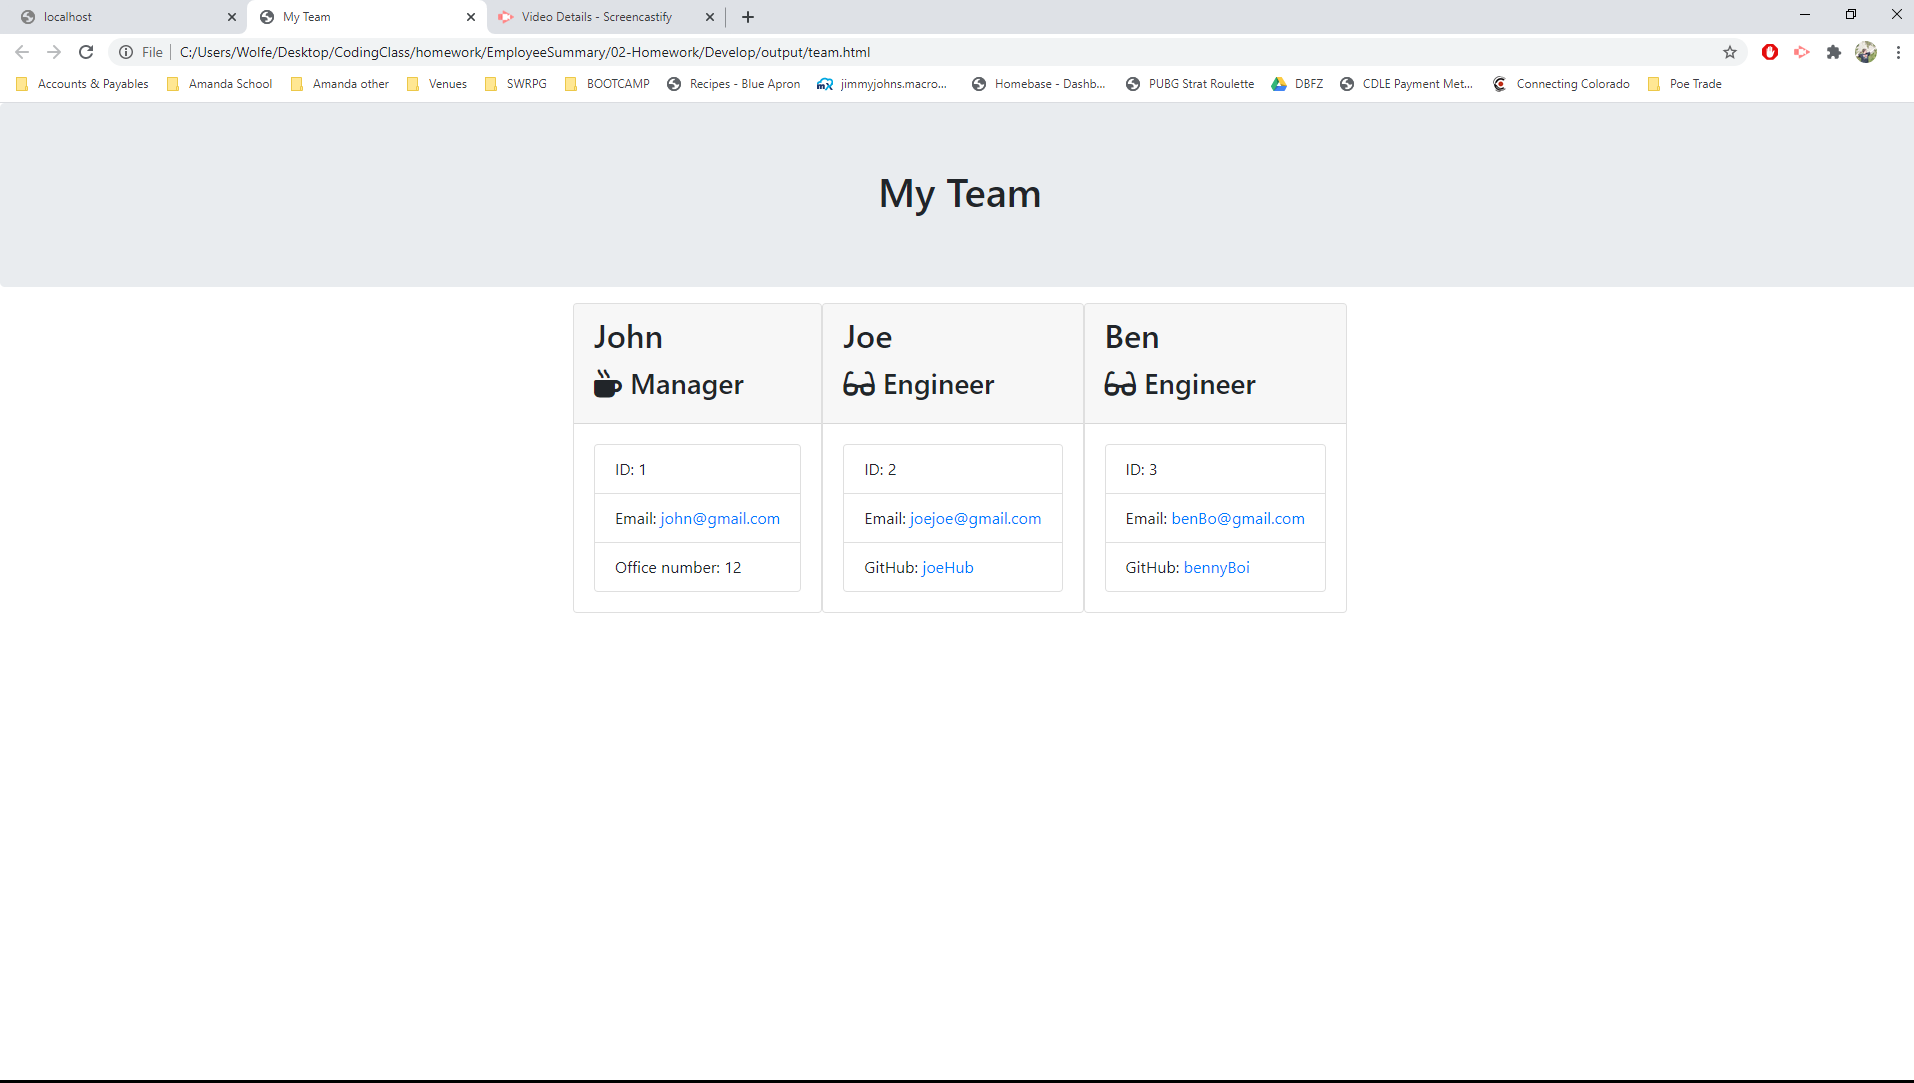 localhost
My Team
Video Details - Screencastify
File
C:/Users/Wolfe/Desktop/CodingClass/homework/EmployeeSummary/02-Homework/Develop/output/team.html
Accounts & Payables
Amanda School
Amanda other
Venues
SWRPG
BOOTCAMP
Recipes - Blue Apron
jimmyjohns.macro...
Homebase - Dashb...
PUBG Strat Roulette
DBFZ
CDLE Payment Met...
Connecting Colorado
Poe Trade
My Team
John
Manager
ID: 1
Email: john@gmail.com
Office number: 12
Joe
Engineer
ID: 2
Email: joejoe@gmail.com
GitHub: joeHub
Ben
Engineer
ID: 3
Email: benBo@gmail.com
GitHub: bennyBoi